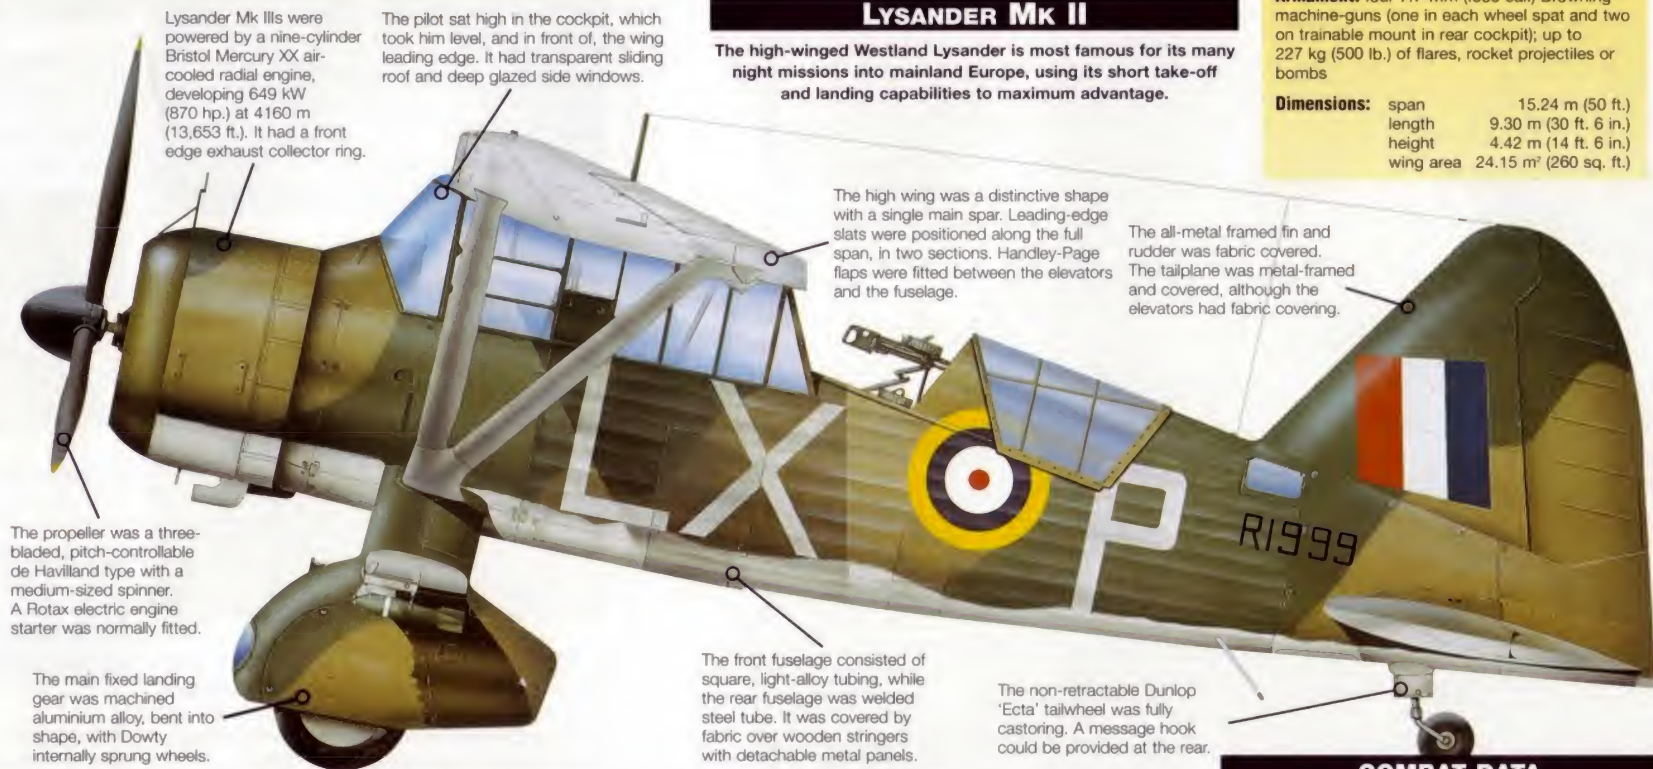 Lysander Mk IIIs were
powered by a nine-cylinder
Bristol Mercury XX air-
cooled radial engine,
developing 649 kW
(870 hp.) at 4160 m
(13,653 ft.). It had a front
edge exhaust collector ring.
The pilot sat high in the cockpit, which
took him level, and in front of, the wing
leading edge. It had transparent sliding
roof and deep glazed side windows.
LYSANDER MK II
The high-winged Westland Lysander is most famous for its many
night missions into mainland Europe, using its short take-off
and landing capabilities to maximum advantage.
machine-guns (one in each wheel spat and two
on trainable mount in rear cockpit); up to
227 kg (500 lb.) of flares, rocket projectiles or
bombs
Dimensions: span 15.24 m (50 ft.)
length 9.30 m (30 ft. 6 in.)
height 4.42 m (14 ft. 6 in.)
wing area 24.15 m² (260 sq. ft.)
The high wing was a distinctive shape
with a single main spar. Leading-edge
slats were positioned along the full
span, in two sections. Handley-Page
flaps were fitted between the elevators
and the fuselage.
The all-metal framed fin and
rudder was fabric covered.
The tailplane was metal-framed
and covered, although the
elevators had fabric covering.
LX P
R1999
The propeller was a three-
bladed, pitch-controllable
de Havilland type with a
medium-sized spinner.
A Rotax electric engine
starter was normally fitted.
The main fixed landing
gear was machined
aluminium alloy, bent into
shape, with Dowty
internally sprung wheels.
The front fuselage consisted of
square, light-alloy tubing, while
the rear fuselage was welded
steel tube. It was covered by
fabric over wooden stringers
with detachable metal panels.
The non-retractable Dunlop
'Ecta' tailwheel was fully
castoring. A message hook
could be provided at the rear.
COMBAT DATA